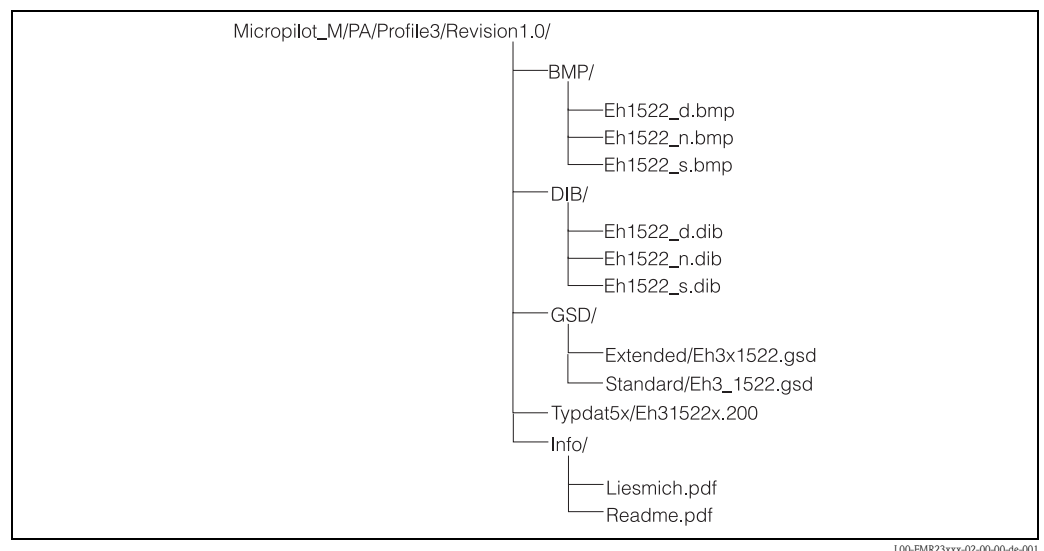 Micropilot_M/PA/Profile3/Revision1.0/
BMP/
Eh1522_d.bmp
Eh1522_n.bmp
Eh1522_s.bmp
DIB/
Eh1522_d.dib
Eh1522_n.dib
Eh1522_s.dib
GSD/
Extended/Eh3x1522.gsd
Standard/Eh3_1522.gsd
Typdat5x/Eh31522x.200
Info/
Liesmich.pdf
Readme.pdf
L00-FMR23xxx-02-00-00-de-001